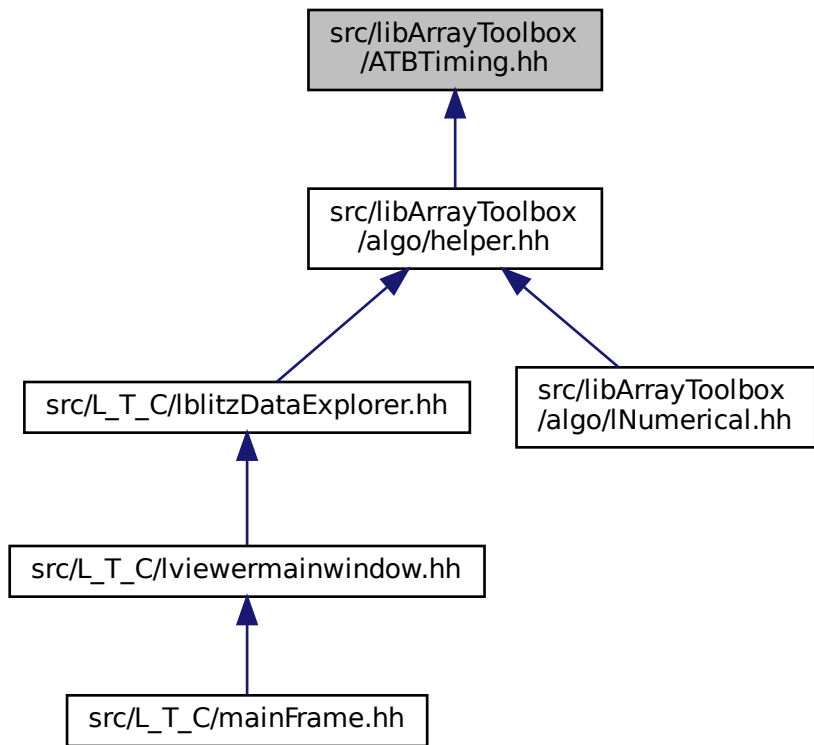 src/libArrayToolbox
/ATBTiming.hh
src/libArrayToolbox
/algo/helper.hh
src/L_T_C/lblitzDataExplorer.hh
src/libArrayToolbox
/algo/lNumerical.hh
src/L_T_C/lviewermainwindow.hh
src/L_T_C/mainFrame.hh